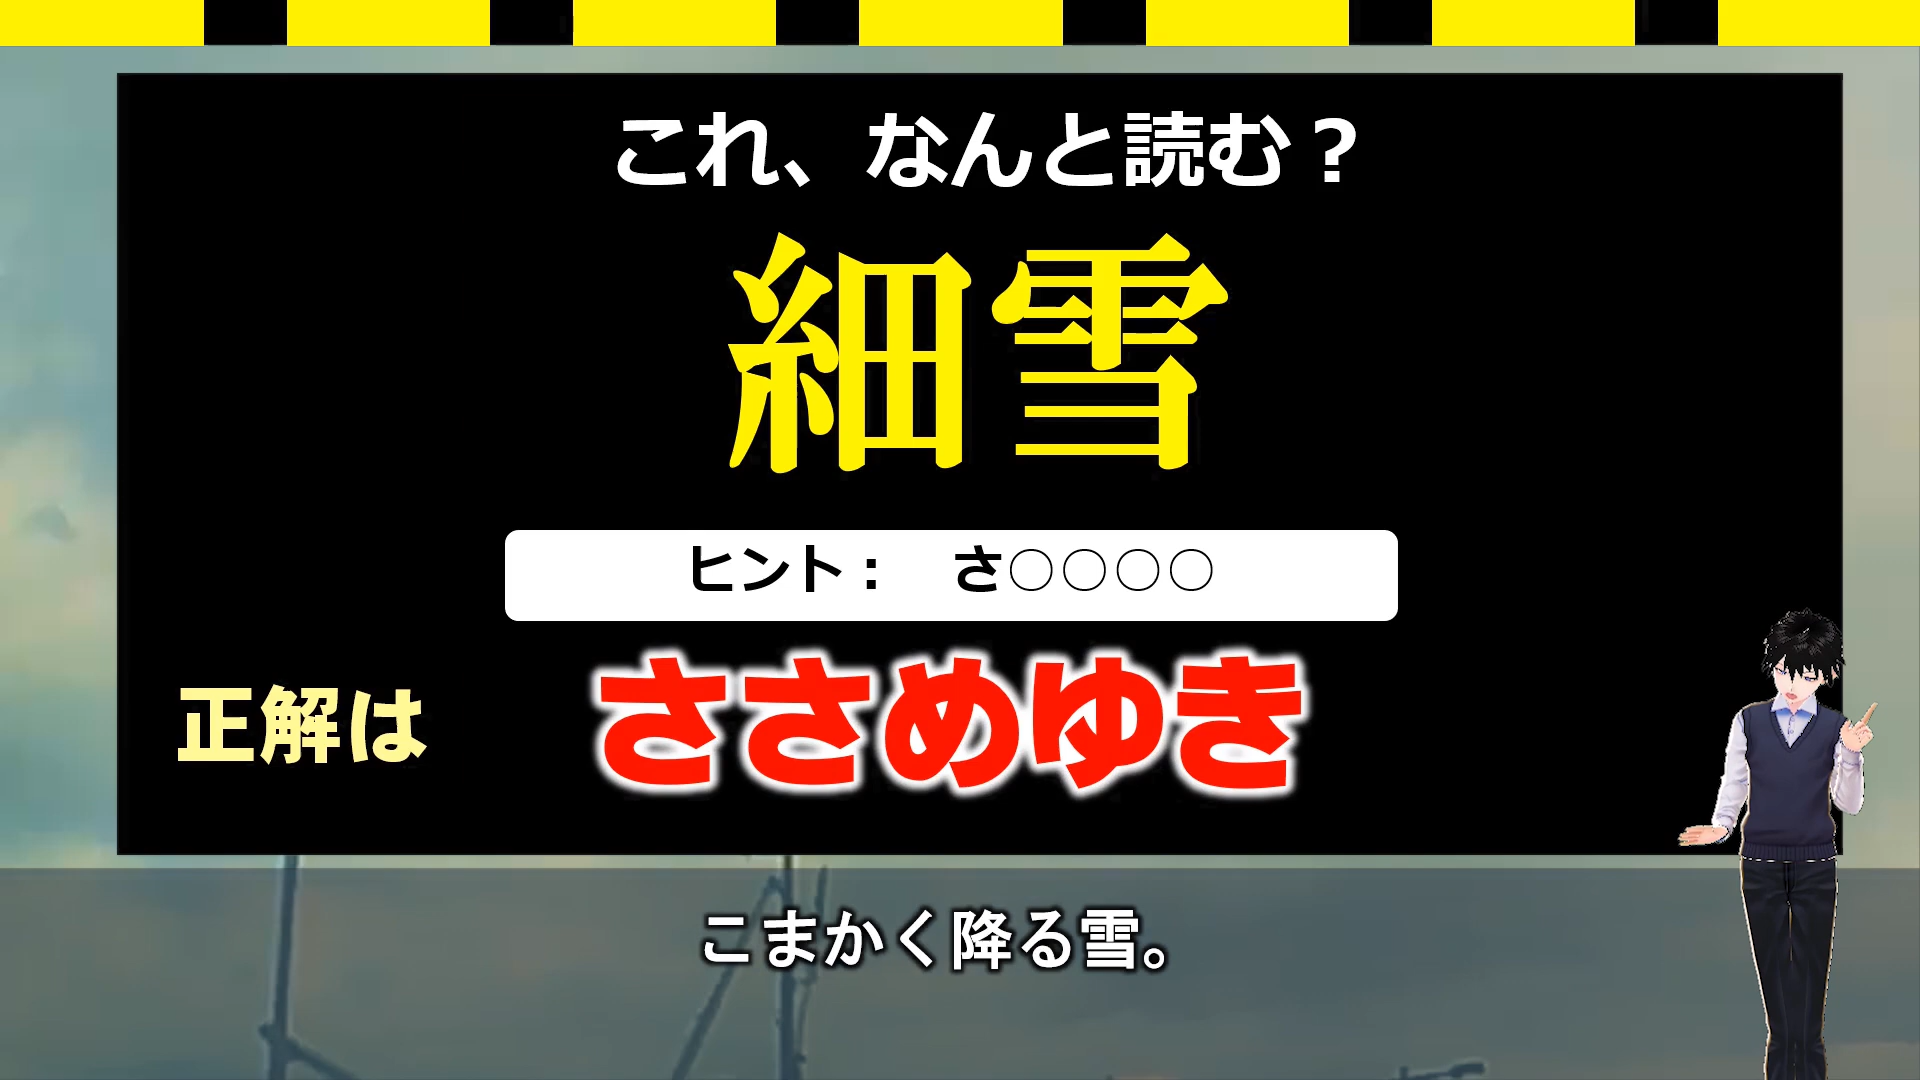 これ、なんと読む？
細雪
ヒント：　さ○○○○
正解は　ささめゆき
こまかく降る雪。